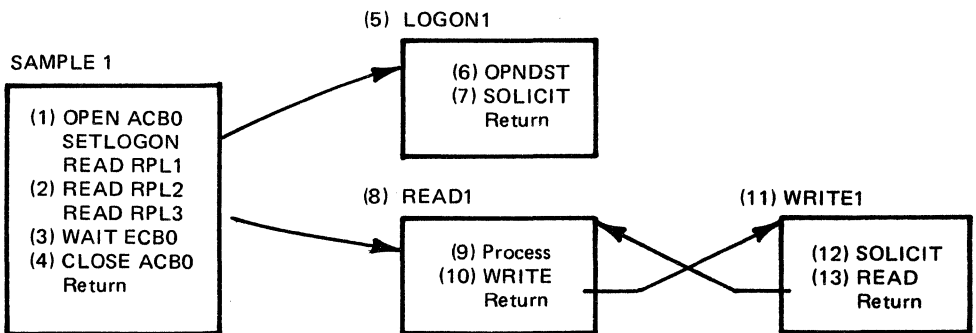 (5) LOGON1
SAMPLE 1
(6) OPNDST
(7) SOLICIT
Return
(1) OPEN ACB0
SETLOGON
READ RPL1
(2) READ RPL2
READ RPL3
(3) WAIT ECB0
(4) CLOSE ACB0
Return
(8) READ1
(9) Process
(10) WRITE
Return
(11) WRITE1
(12) SOLICIT
(13) READ
Return